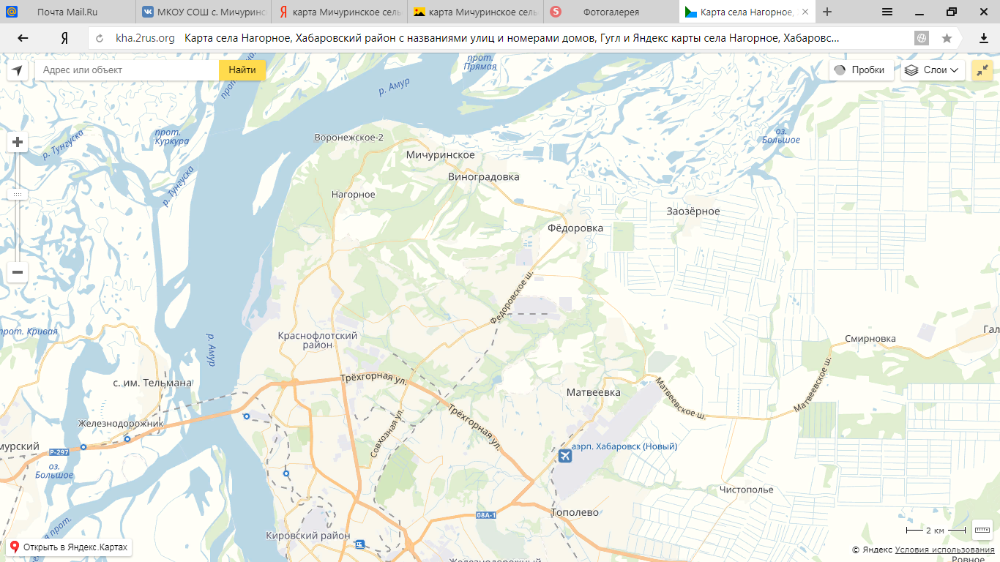 Почта Mail.Ru
МКОУ СОШ с. Мичуринс
карта Мичуринское сель
карта Мичуринское сель
Фотогалерея
Карта села Нагорное,
kha.2rus.org Карта села Нагорное, Хабаровский район с названиями улиц и номерами домов, Гугл и Яндекс карты села Нагорное, Хабаровс...
Адрес или объект
Найти
Пробки
Слои
прот.
Прямая
р. Амур
прот.
Куркура
р. Тунгуска
р. Тунгуска
оз.
Большое
Воронежское-2
Мичуринское
Виноградовка
Нагорное
Заозёрное
Фёдоровка
Федоровское ш.
прот. Кривая
р. Амур
Краснофлотский
район
Смирновка
Гал
Матвеевское ш.
с. им. Тельмана
Трёхгорная ул.
Матвеевка
Матвеевское ш.
Железнодорожник
Совхозная ул.
Трёхгорная ул.
мурский
Р-297
аэрп. Хабаровск (Новый)
оз.
Большое
Чистополье
08А-1
Тополево
я прот.
Кировский район
2 км
Открыть в Яндекс.Картах
© Яндекс Условия использования
Железнодорожный
Ровное